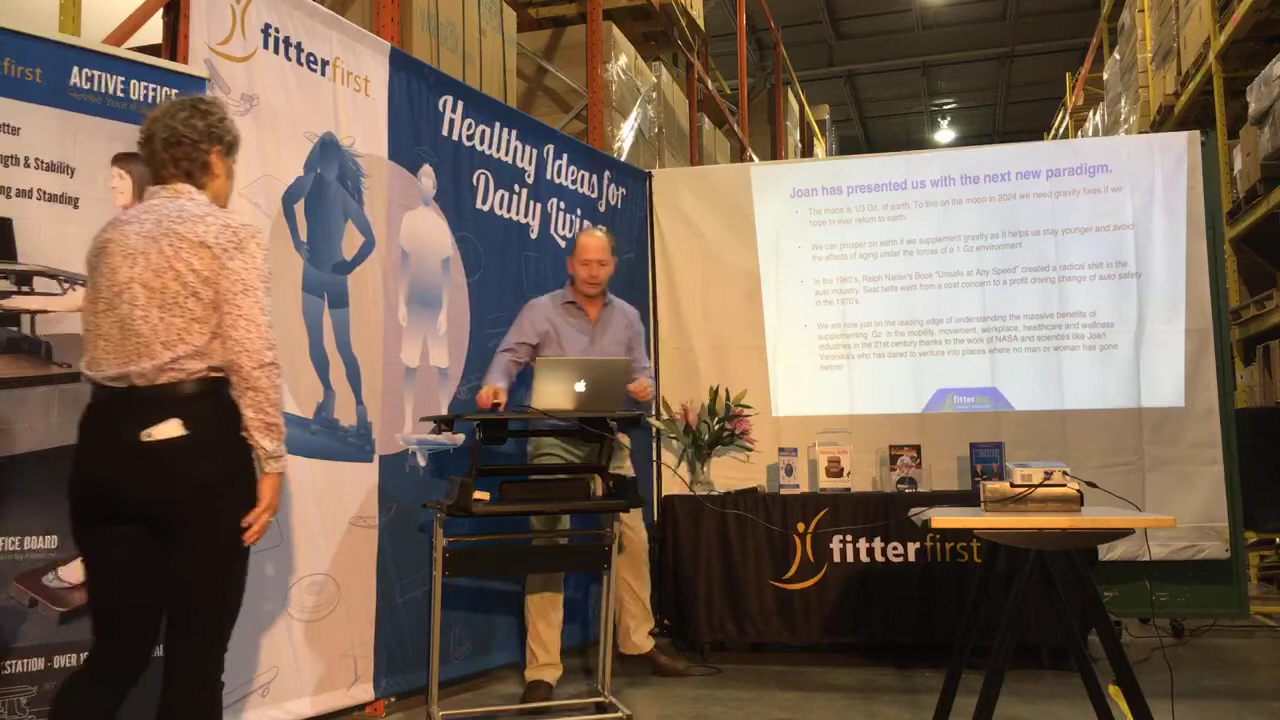 first
ACTIVE OFFICE
etter
ngth & Stability
ng and Standing
FICE BOARD
fitterfirst
Healthy Ideas for
Daily Livin
Joan has presented us with the next new paradigm.
• The moon is 1/3 Gz. of earth. To live on the moon in 2024 we need gravity fixes if we
hope to ever return to earth.
• We can prosper on earth if we supplement gravity as it helps us stay younger and avoid
the effects of aging under the forces of a 1 Gz environment.
• In the 1960's, Ralph Nader's Book "Unsafe at Any Speed" created a radical shift in the
auto industry. Seat belts went from a cost concern to a profit driving change of auto safety
in the 1970's.
• We are now just on the leading edge of understanding the massive benefits of
supplementing Gz in the mobility, movement, workplace, healthcare and wellness
industries in the 21st century thanks to the work of NASA and sciences like Joan
Veronika's who has dared to venture into places where no man or woman has gone
before!
fitterfirst
fitterfirst
STATION - OVER